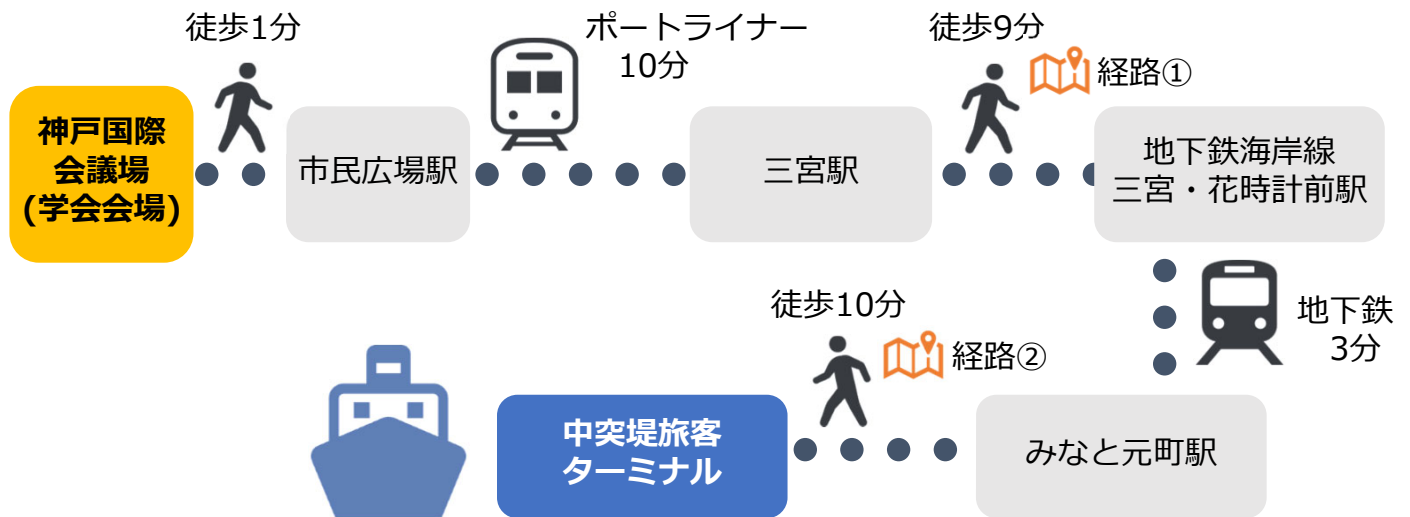 徒歩1分
ポートライナー
10分
徒歩9分
経路①
神戸国際
会議場
(学会会場)
市民広場駅
三宮駅
地下鉄海岸線
三宮・花時計前駅
地下鉄
3分
徒歩10分
経路②
みなと元町駅
中突堤旅客
ターミナル